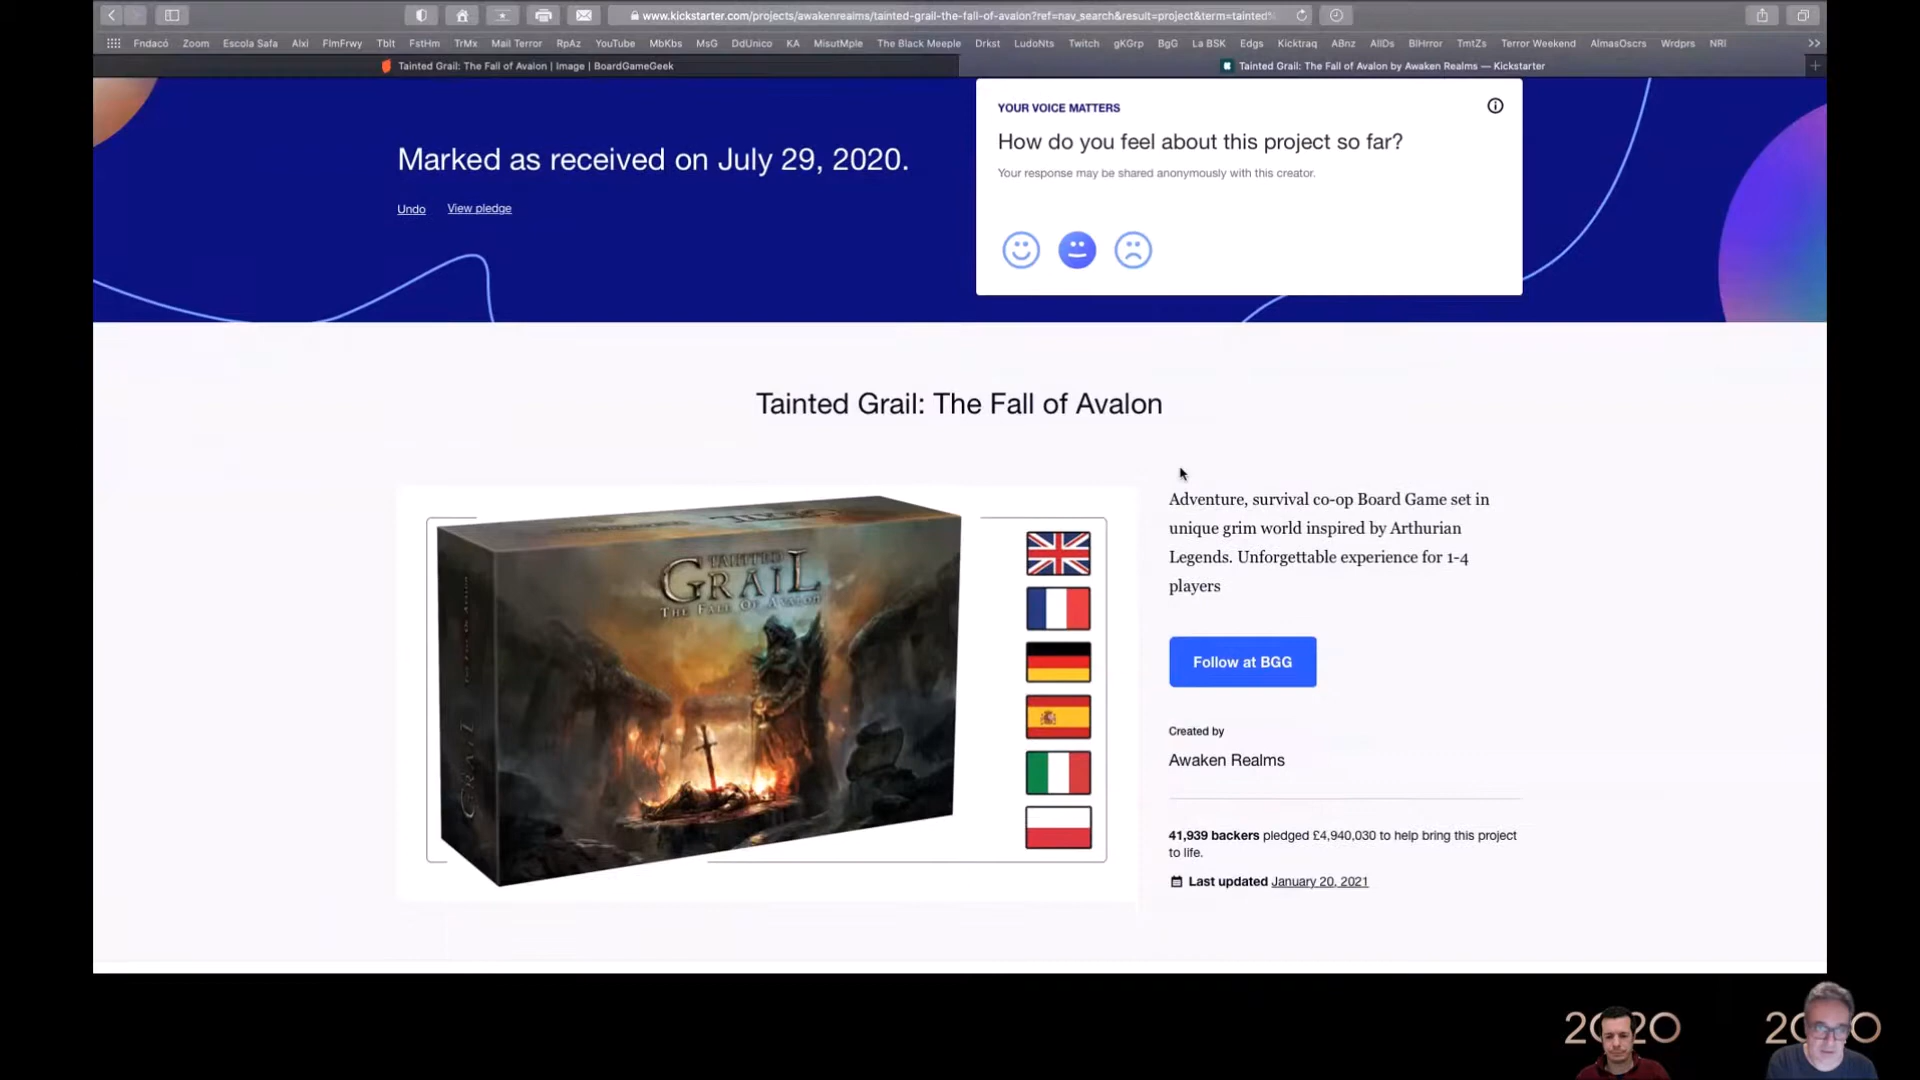 www.kickstarter.com/projects/awakenrealms/tainted-grail-the-fall-of-avalon?ref=nav_search&result=project&term=tainted%
Fndacó Zoom Escola Safa Alxl FlmFrwy Tblt FstHm TrMx Mail Terror RpAz YouTube MbKbs MsG DdUnico KA MisutMple The Black Meeple Drkst LudoNts Twitch gKGrp BgG La BSK Edgs Kicktraq ABnz AllDs BlHrror TmtZs Terror Weekend AlmasOscrs Wrdprs NRI
Tainted Grail: The Fall of Avalon | Image | BoardGameGeek
Tainted Grail: The Fall of Avalon by Awaken Realms — Kickstarter
Marked as received on July 29, 2020.
Undo View pledge
YOUR VOICE MATTERS
How do you feel about this project so far?
Your response may be shared anonymously with this creator.
Tainted Grail: The Fall of Avalon
TAINTED
GRAIL
THE FALL OF AVALON
GRAIL
Adventure, survival co-op Board Game set in
unique grim world inspired by Arthurian
Legends. Unforgettable experience for 1-4
players
Follow at BGG
Created by
Awaken Realms
41,939 backers pledged £4,940,030 to help bring this project
to life.
Last updated January 20, 2021
2020
2020